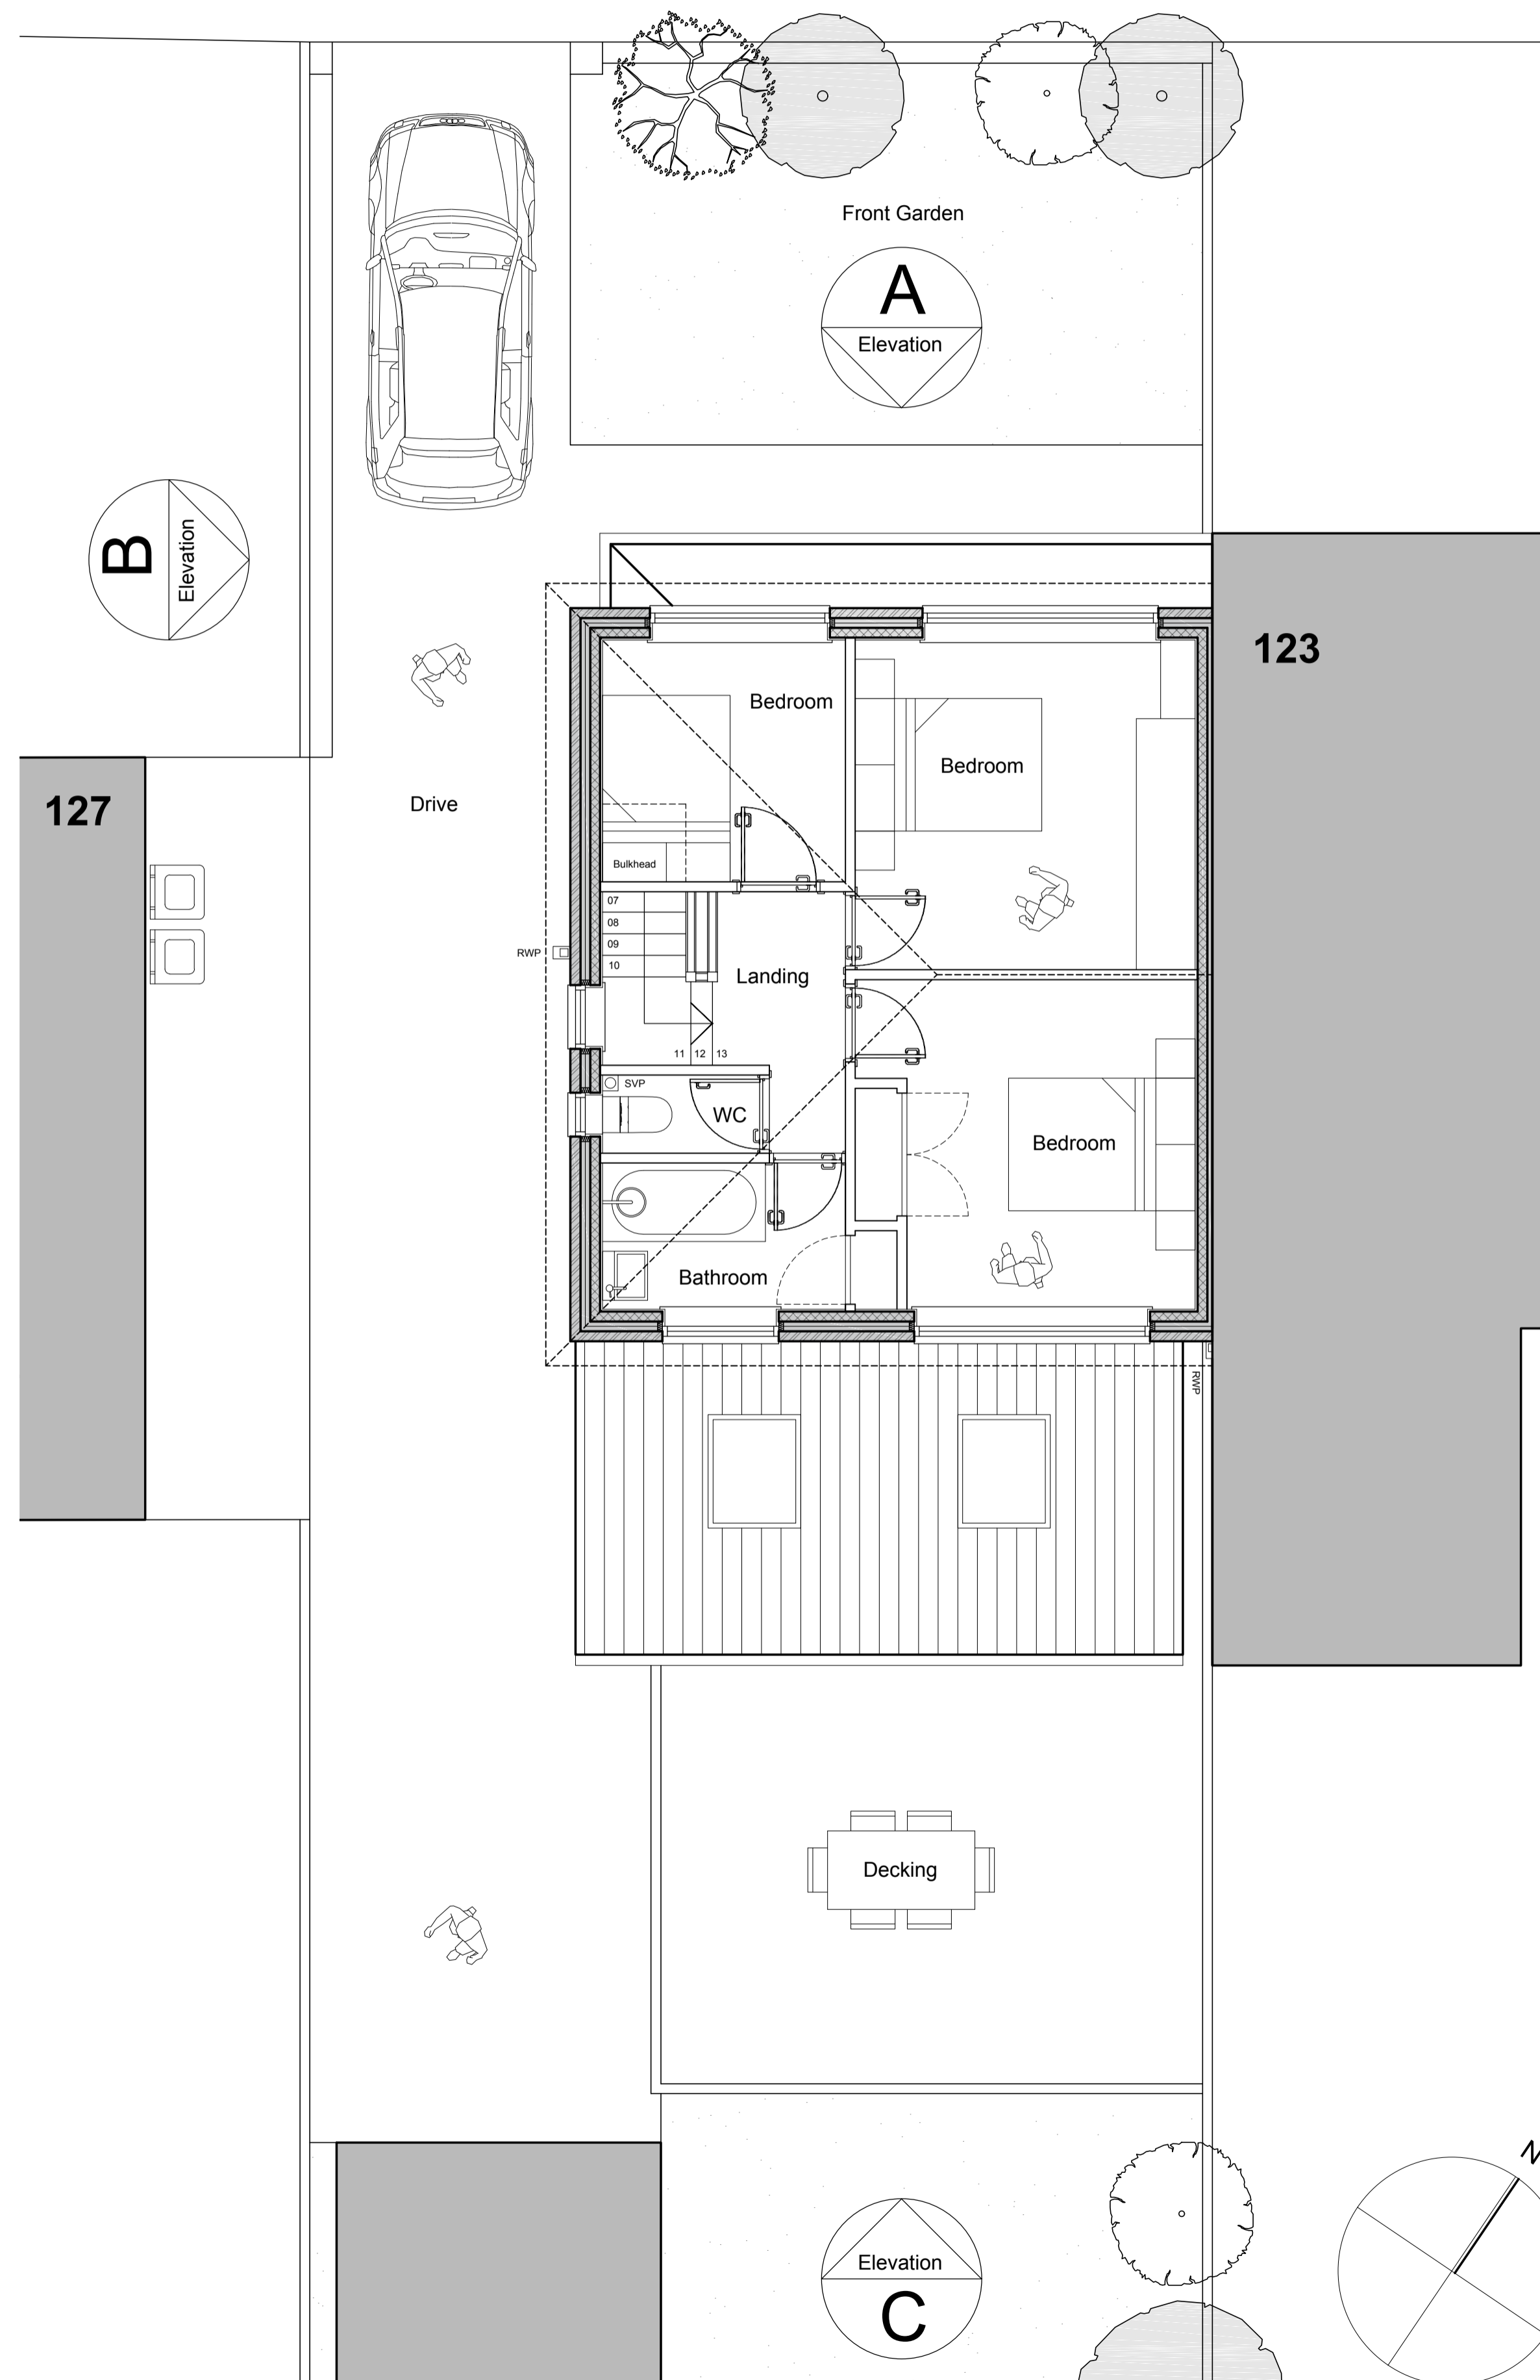 Front Garden
A
Elevation
B
Elevation
123
Bedroom
Bedroom
127
Drive
Bulkhead
07
08
09
10
RWP
Landing
11 12 13
SVP
WC
Bedroom
Bathroom
RWP
Decking
N
Elevation
C